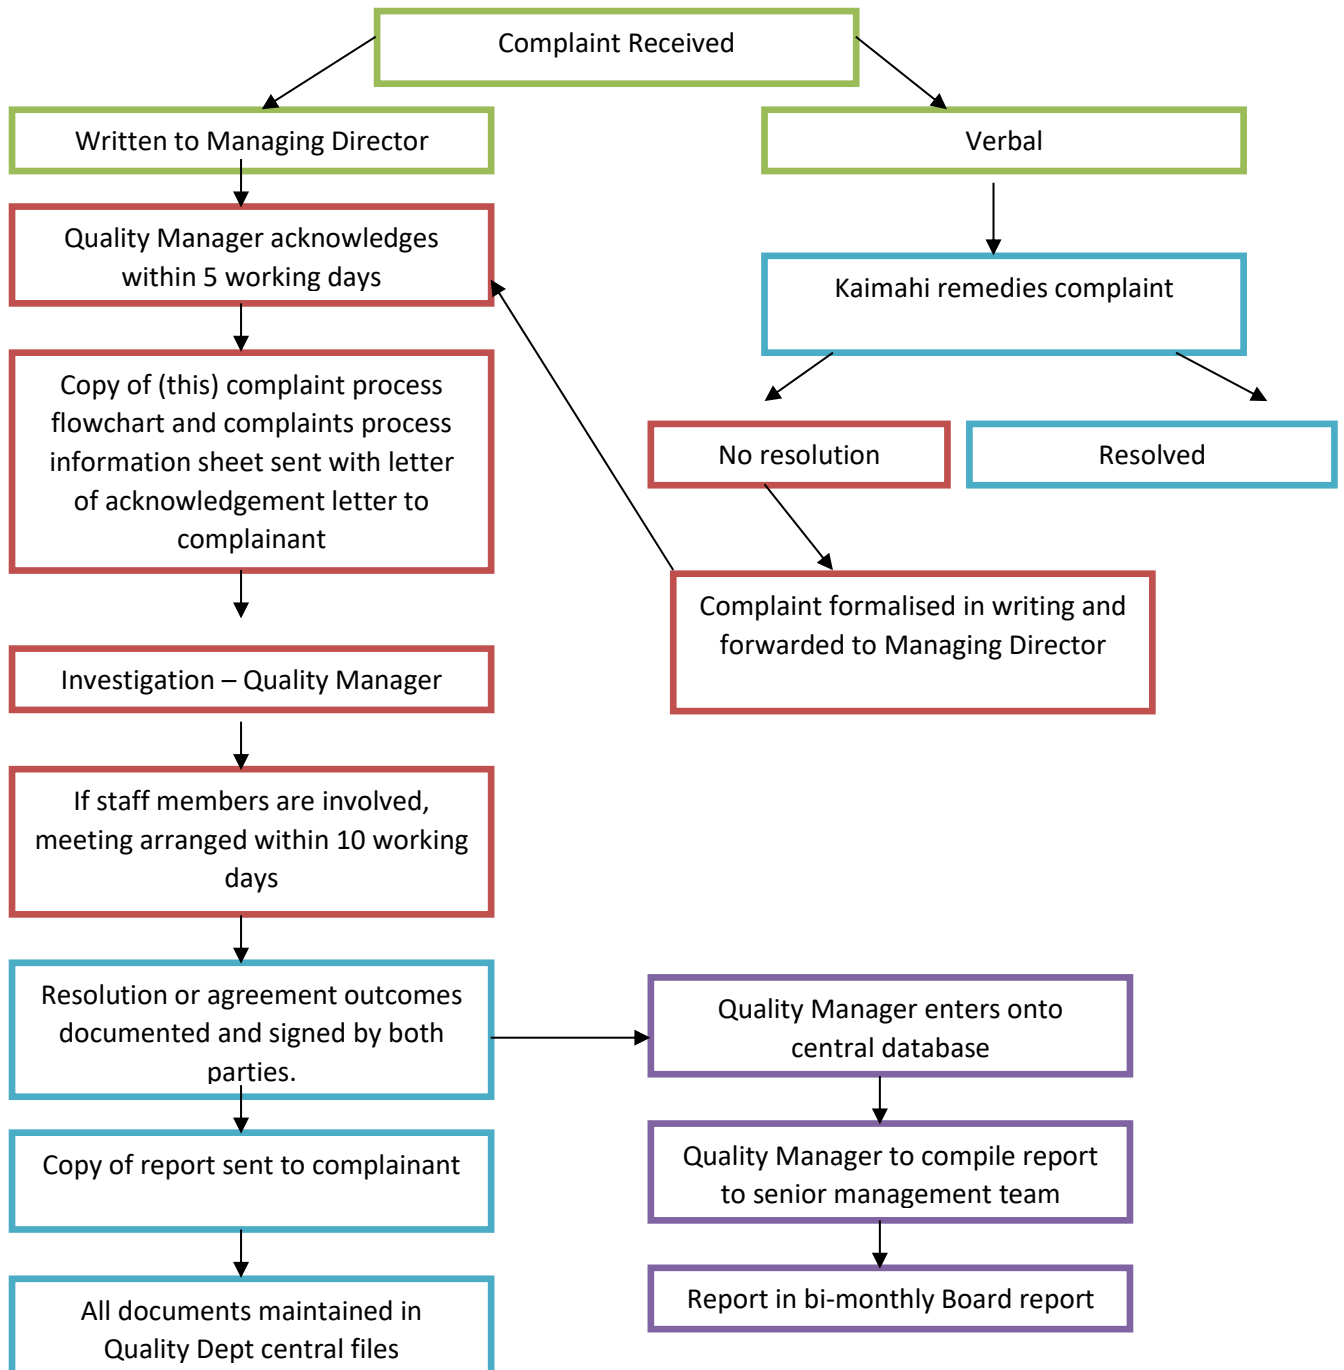 Complaint Received
Written to Managing Director
Verbal
Quality Manager acknowledges
within 5 working days
Kaimahi remedies complaint
Copy of (this) complaint process
flowchart and complaints process
information sheet sent with letter
of acknowledgement letter to
complainant
No resolution
Resolved
Complaint formalised in writing and
forwarded to Managing Director
Investigation – Quality Manager
If staff members are involved,
meeting arranged within 10 working
days
Resolution or agreement outcomes
documented and signed by both
parties.
Quality Manager enters onto
central database
Copy of report sent to complainant
Quality Manager to compile report
to senior management team
All documents maintained in
Quality Dept central files
Report in bi-monthly Board report